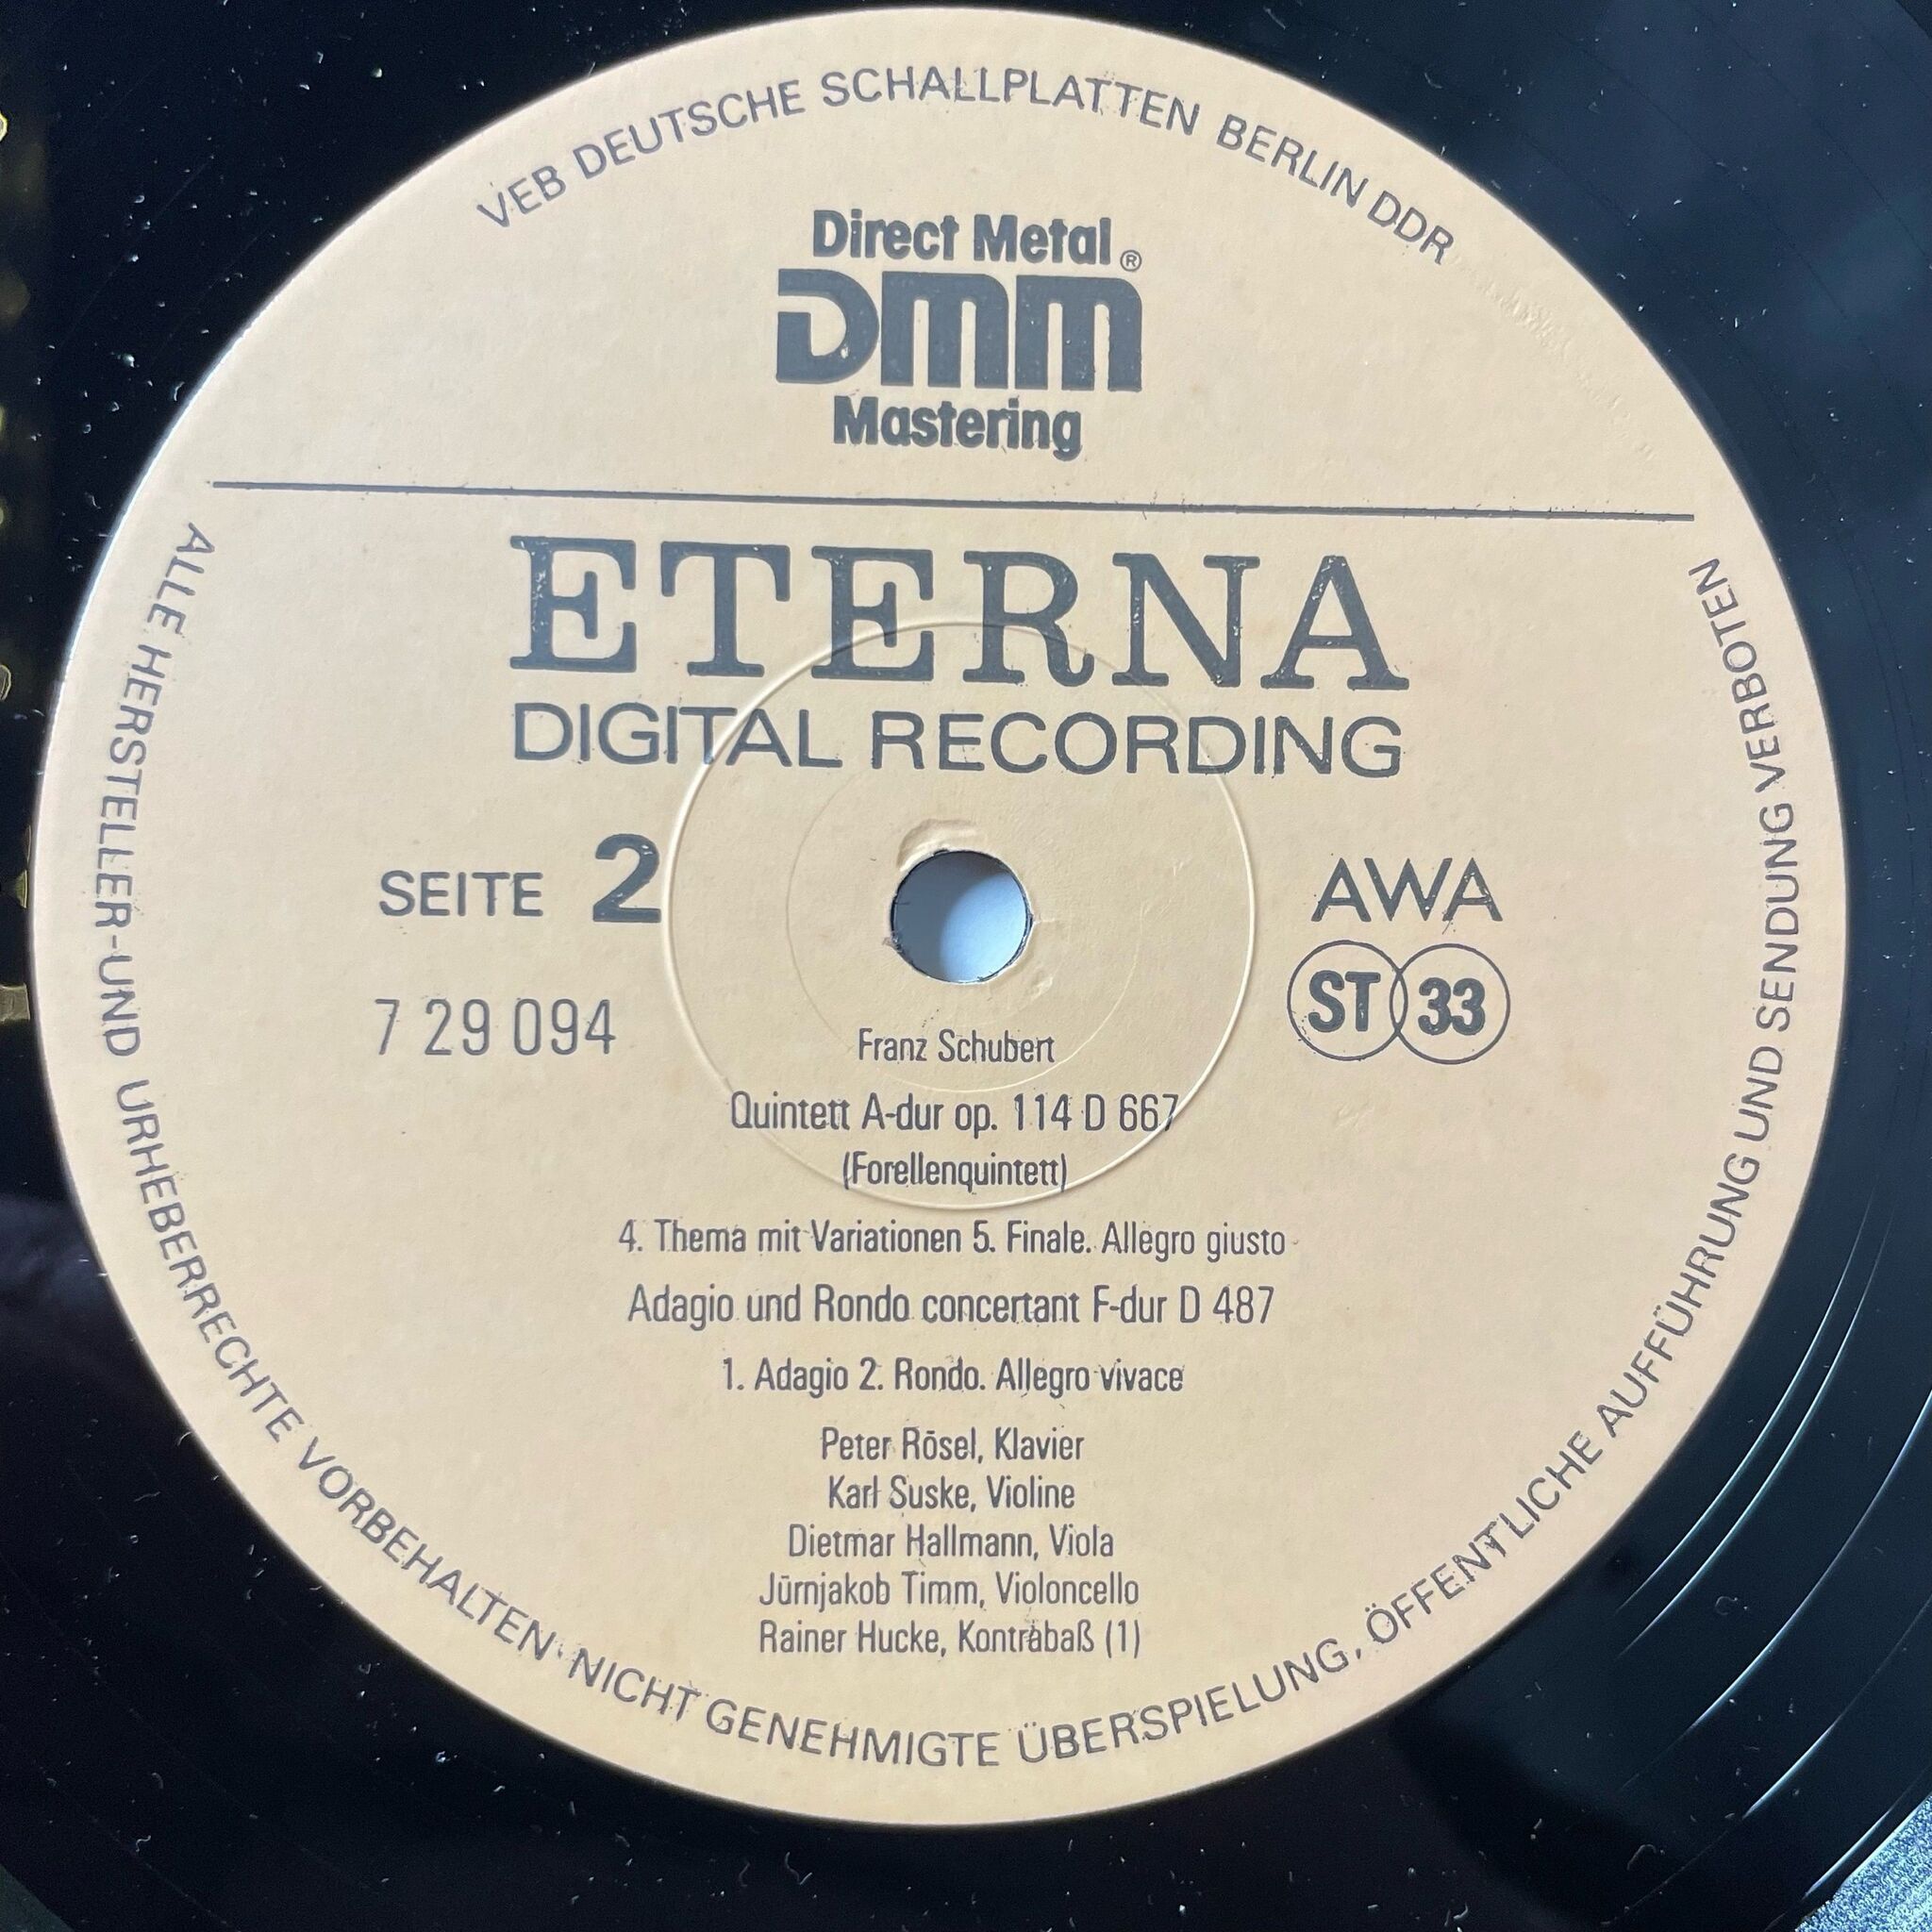 VEB DEUTSCHE SCHALLPLATTEN BERLIN DDR
Direct Metal ®
DMM
Mastering
ETERNA
DIGITAL RECORDING
SEITE 2
AWA
7 29 094
ST 33
Franz Schubert
Quintett A-dur op. 114 D 667
(Forellenquintett)
4. Thema mit Variationen 5. Finale. Allegro giusto
Adagio und Rondo concertant F-dur D 487
1. Adagio 2. Rondo. Allegro vivace
Peter Rösel, Klavier
Karl Suske, Violine
Dietmar Hallmann, Viola
Jürnjakob Timm, Violoncello
Rainer Hucke, Kontrabaß (1)
ALLE HERSTELLER-UND URHEBERRECHTE VORBEHALTEN· NICHT GENEHMIGTE ÜBERSPIELUNG, ÖFFENTLICHE AUFFÜHRUNG UND SENDUNG VERBOTEN